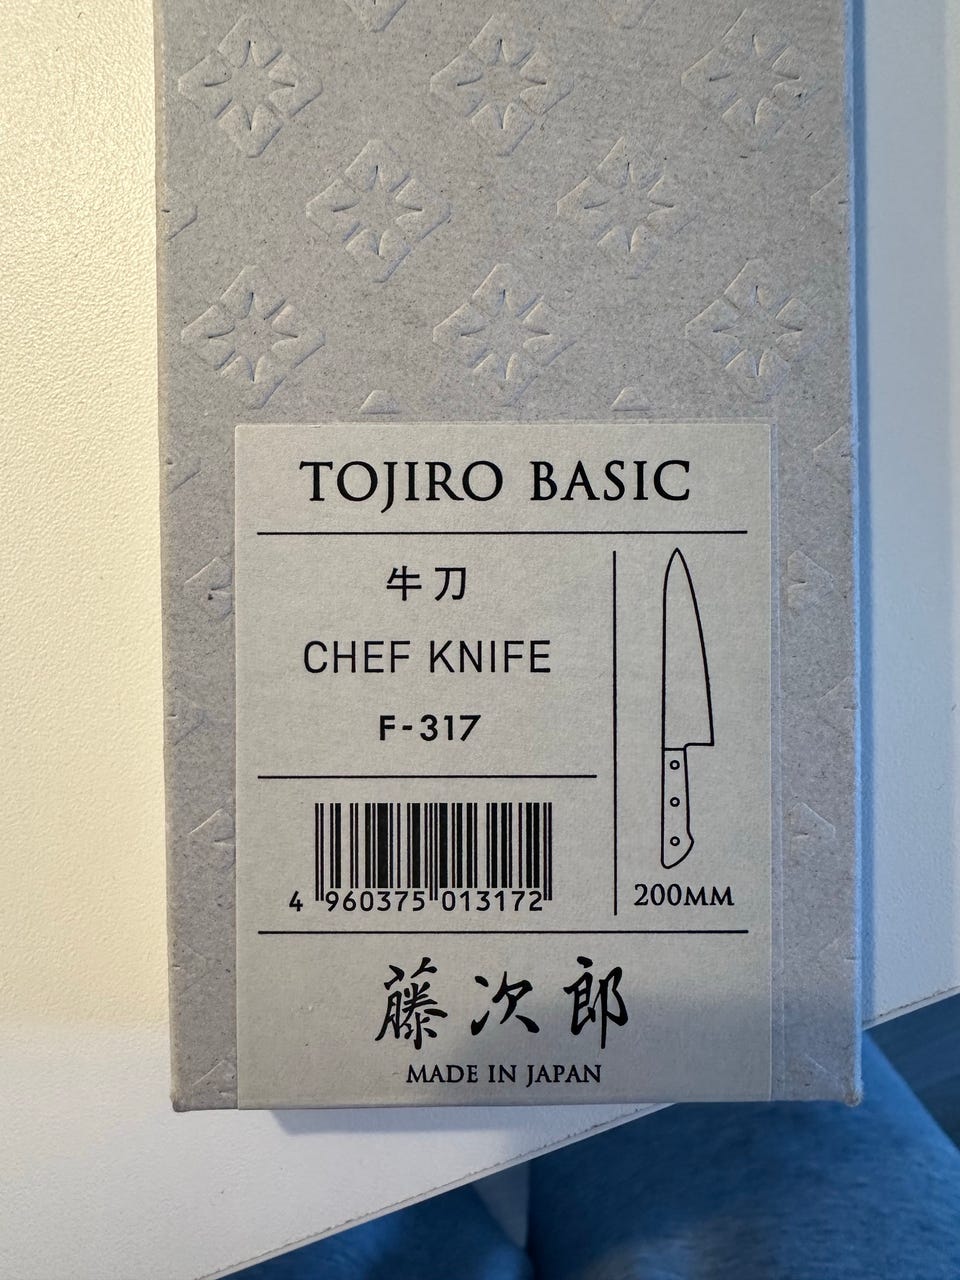 TOJIRO BASIC
牛刀
CHEF KNIFE
F-317
4 960375 013172
200MM
藤次郎
MADE IN JAPAN